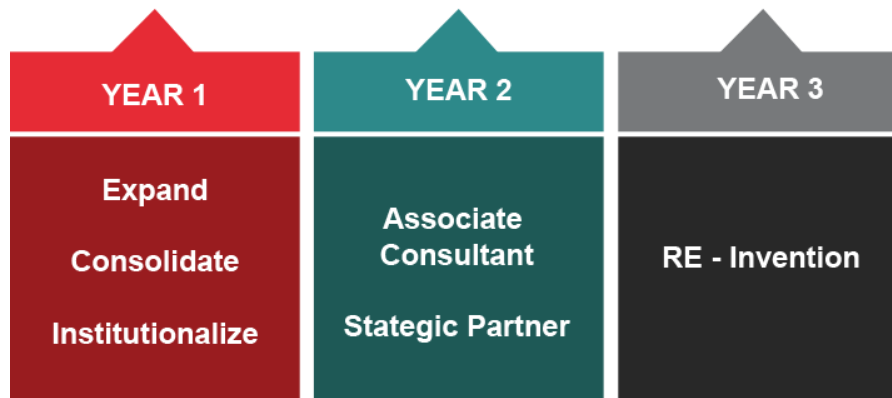 YEAR 1
Expand
Consolidate
Institutionalize
YEAR 2
Associate
Consultant
Stategic Partner
YEAR 3
RE - Invention